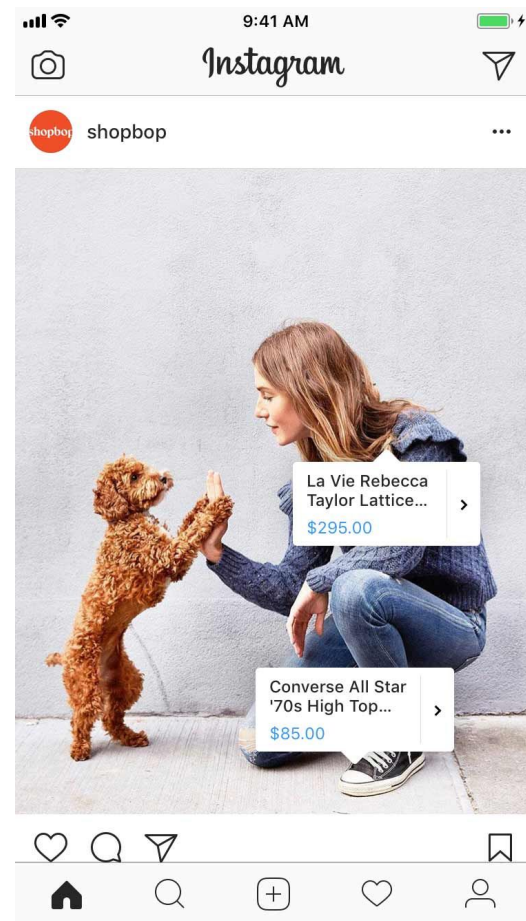 9:41 AM
Instagram
shopbop
shopbop
La Vie Rebecca
Taylor Lattice...
$295.00
Converse All Star
'70s High Top...
$85.00